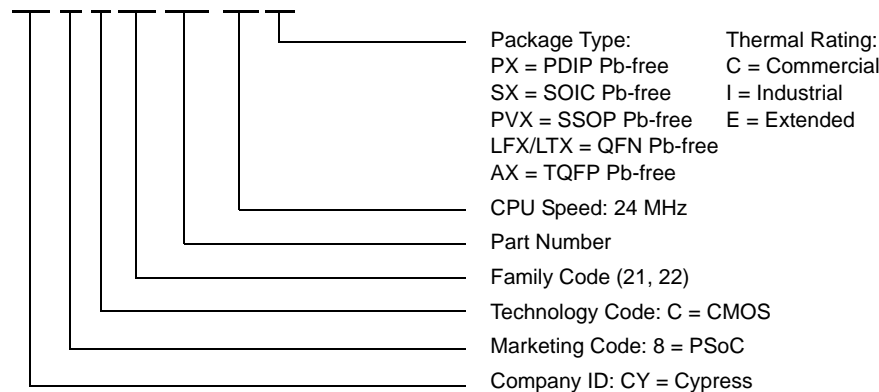 Package Type: Thermal Rating:
PX = PDIP Pb-free C = Commercial
SX = SOIC Pb-free I = Industrial
PVX = SSOP Pb-free E = Extended
LFX/LTX = QFN Pb-free
AX = TQFP Pb-free
CPU Speed: 24 MHz
Part Number
Family Code (21, 22)
Technology Code: C = CMOS
Marketing Code: 8 = PSoC
Company ID: CY = Cypress